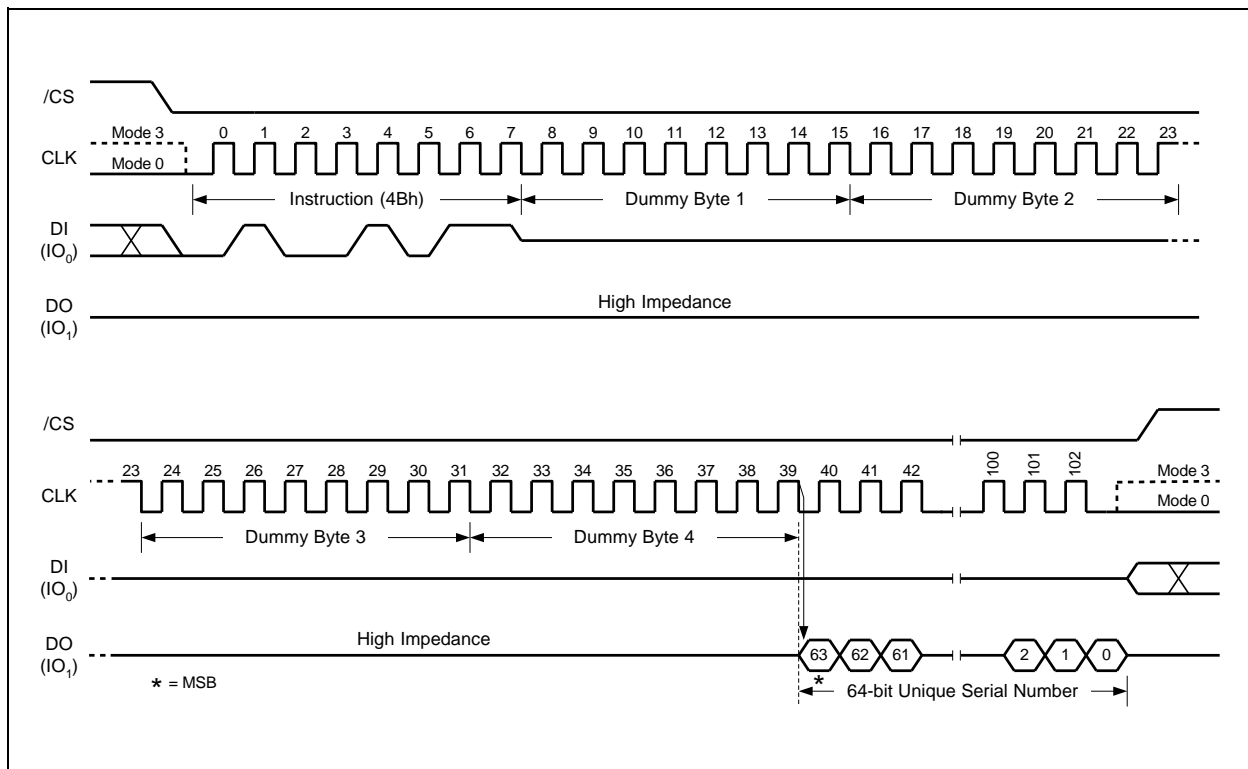 /CS
Mode 3
0 1 2 3 4 5 6 7 8 9 10 11 12 13 14 15 16 17 18 19 20 21 22 23
CLK
Mode 0
Instruction (4Bh) Dummy Byte 1 Dummy Byte 2
DI
(IO0)
DO
(IO1)
High Impedance
/CS
23 24 25 26 27 28 29 30 31 32 33 34 35 36 37 38 39 40 41 42 100 101 102
Mode 3
CLK
Mode 0
Dummy Byte 3 Dummy Byte 4
DI
(IO0)
DO
(IO1)
High Impedance
63 62 61 2 1 0
* = MSB
*
64-bit Unique Serial Number